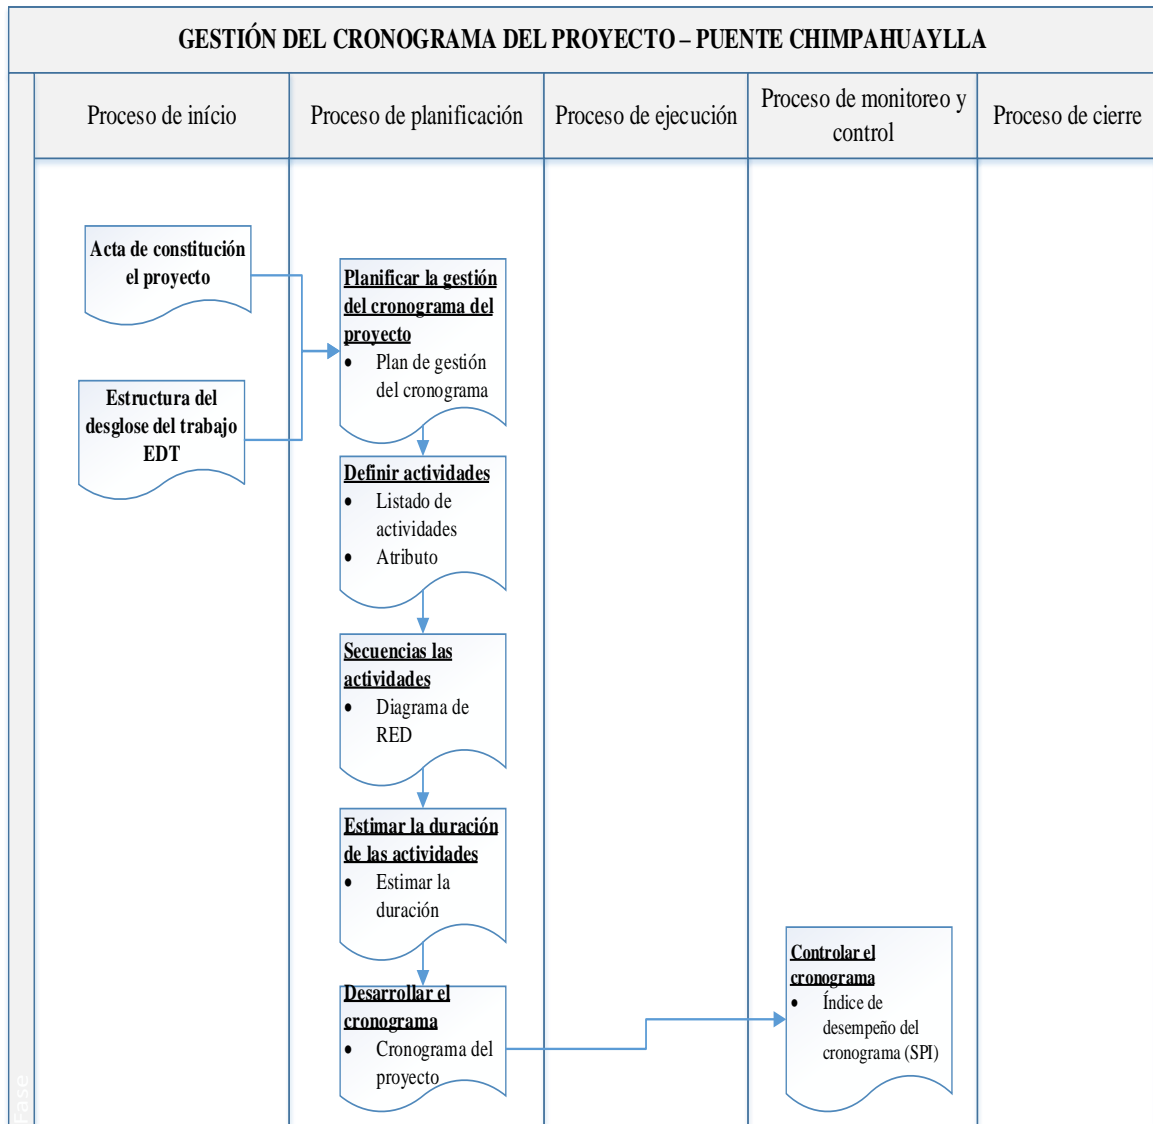 GESTIÓN DEL CRONOGRAMA DEL PROYECTO – PUENTE CHIMPAHUAYLLA
Proceso de início
Proceso de planificación
Proceso de ejecución
Proceso de monitoreo y
control
Proceso de cierre
Acta de constitución
el proyecto
Estructura del
desglose del trabajo
EDT
Planificar la gestión
del cronograma del
proyecto
• Plan de gestión
del cronograma
Definir actividades
• Listado de
actividades
• Atributo
Secuencias las
actividades
• Diagrama de
RED
Estimar la duración
de las actividades
• Estimar la
duración
Desarrollar el
cronograma
• Cronograma del
proyecto
Controlar el
cronograma
• Índice de
desempeño del
cronograma (SPI)
Fase